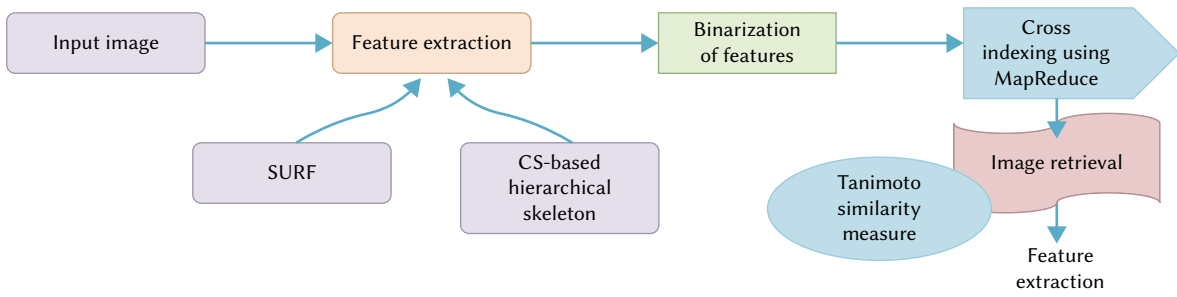 Input image
Feature extraction
Binarization
of features
Cross
indexing using
MapReduce
SURF
CS-based
hierarchical
skeleton
Image retrieval
Tanimoto
similarity
measure
Feature
extraction